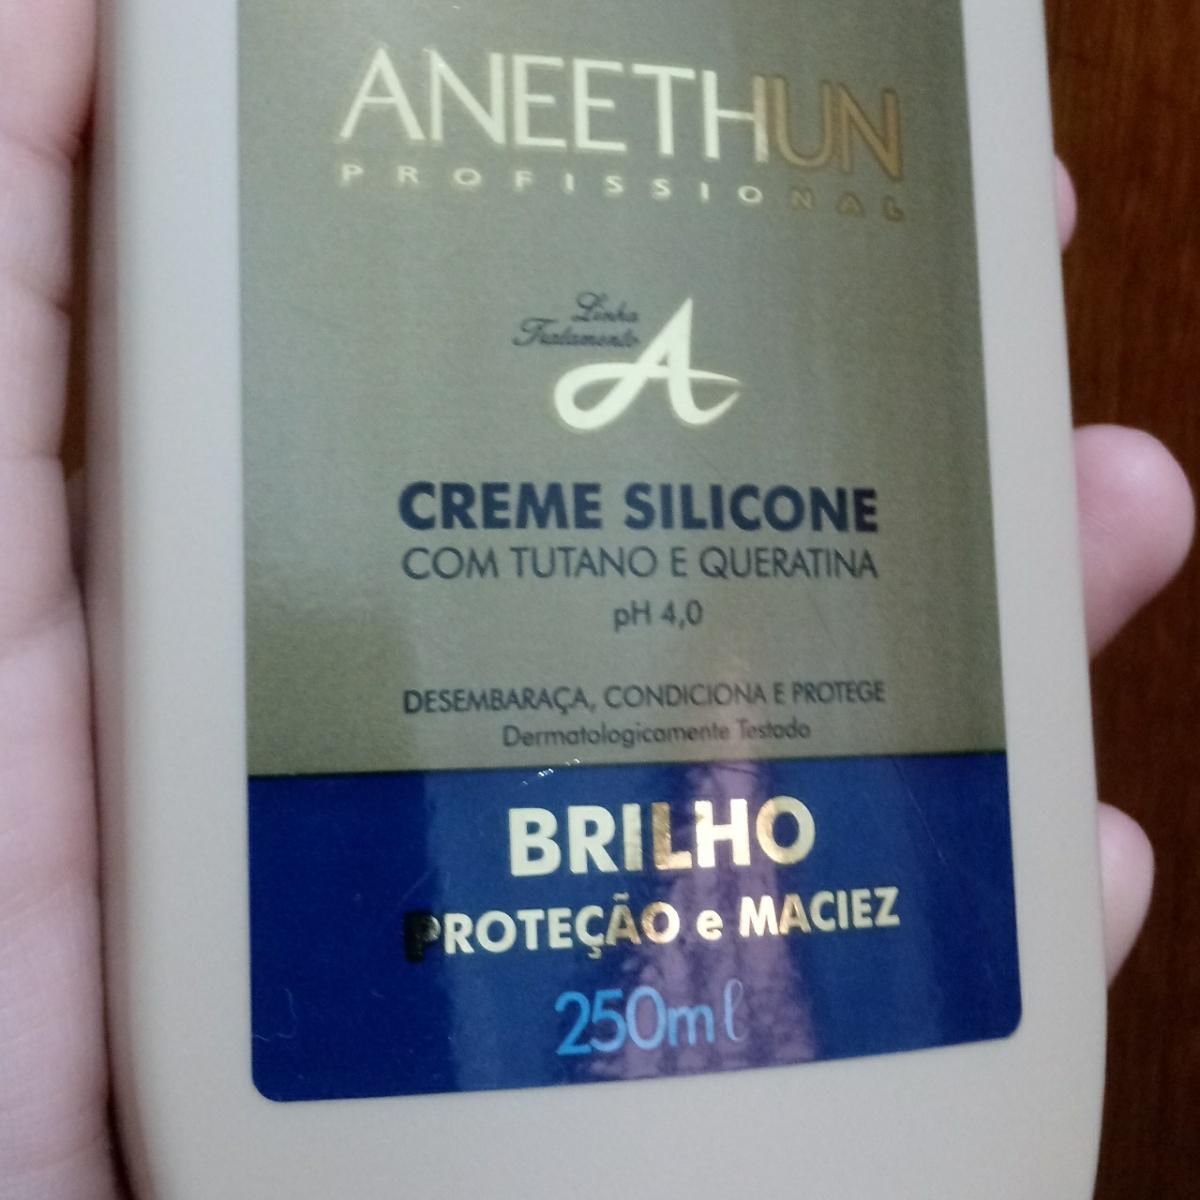 ANEETHUN
PROFISSIONAL
Linha
Tratamento
A
CREME SILICONE
COM TUTANO E QUERATINA
pH 4,0
DESEMBARAÇA, CONDICIONA E PROTEGE
Dermatologicamente Testado
BRILHO
PROTEÇÃO e MACIEZ
250ml